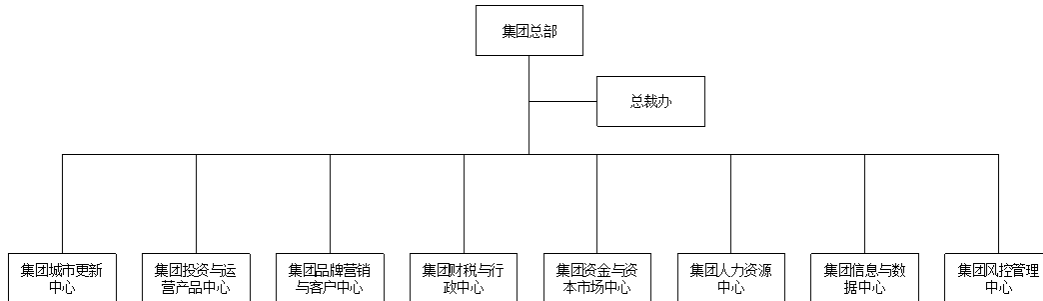 集团总部
总裁办
集团城市更新
中心
集团投资与运
营产品中心
集团品牌营销
与客户中心
集团财税与行
政中心
集团资金与资
本市场中心
集团人力资源
中心
集团信息与数
据中心
集团风控管理
中心